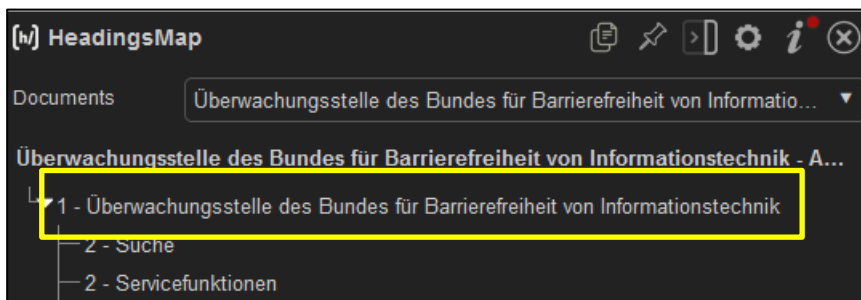 [h/] HeadingsMap
Documents Überwachungsstelle des Bundes für Barrierefreiheit von Informatio...
Überwachungsstelle des Bundes für Barrierefreiheit von Informationstechnik - A...
1 - Überwachungsstelle des Bundes für Barrierefreiheit von Informationstechnik
2 - Suche
2 - Servicefunktionen